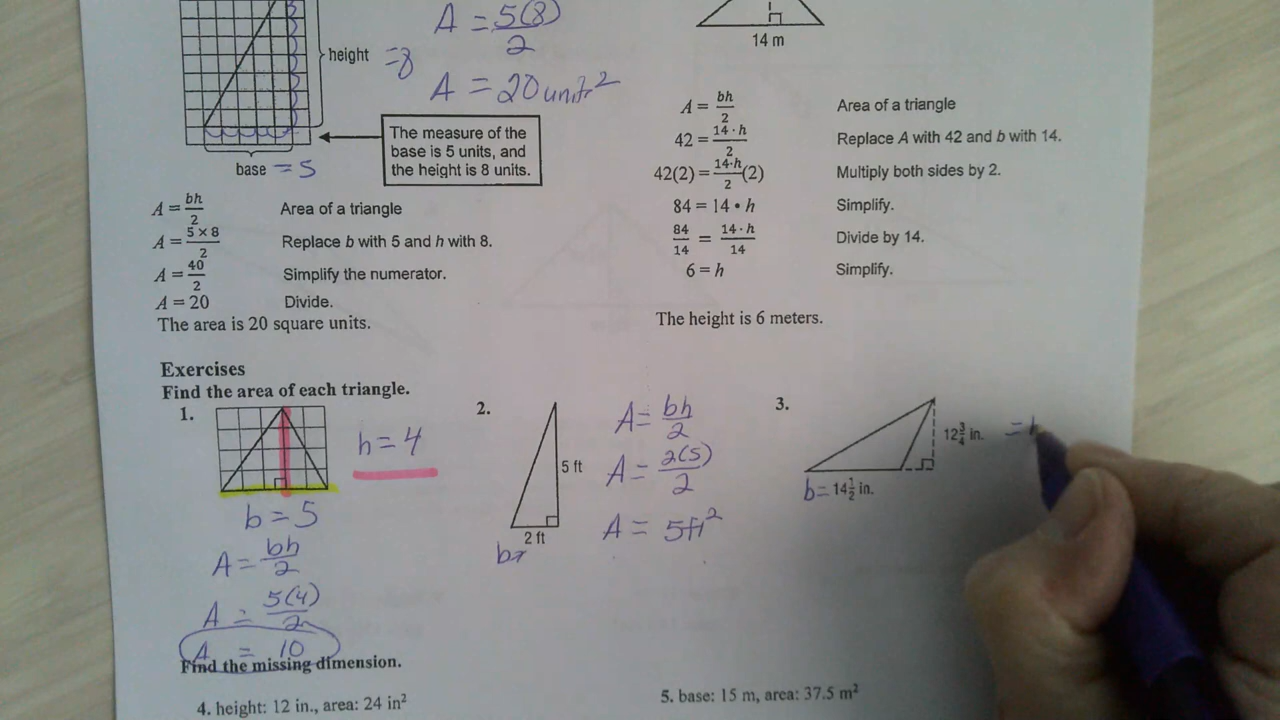 height = 8
A = 5(8)/2
A = 20 units²
The measure of the
base is 5 units, and
the height is 8 units.
base = 5
A = bh/2 Area of a triangle
A = 5 × 8/2 Replace b with 5 and h with 8.
A = 40/2 Simplify the numerator.
A = 20 Divide.
The area is 20 square units.
14 m
A = bh/2 Area of a triangle
42 = 14 · h/2 Replace A with 42 and b with 14.
42(2) = 14·h/2 (2) Multiply both sides by 2.
84 = 14 • h Simplify.
84/14 = 14 · h/14 Divide by 14.
6 = h Simplify.
The height is 6 meters.
Exercises
Find the area of each triangle.
1.
h = 4
b = 5
A = bh/2
A = 5(4)/2
A = 10
2.
5 ft
2 ft
b=
A = bh/2
A = 2(5)/2
A = 5ft²
3.
12 3/4 in. =
b = 14 1/2 in.
Find the missing dimension.
4. height: 12 in., area: 24 in²
5. base: 15 m, area: 37.5 m²